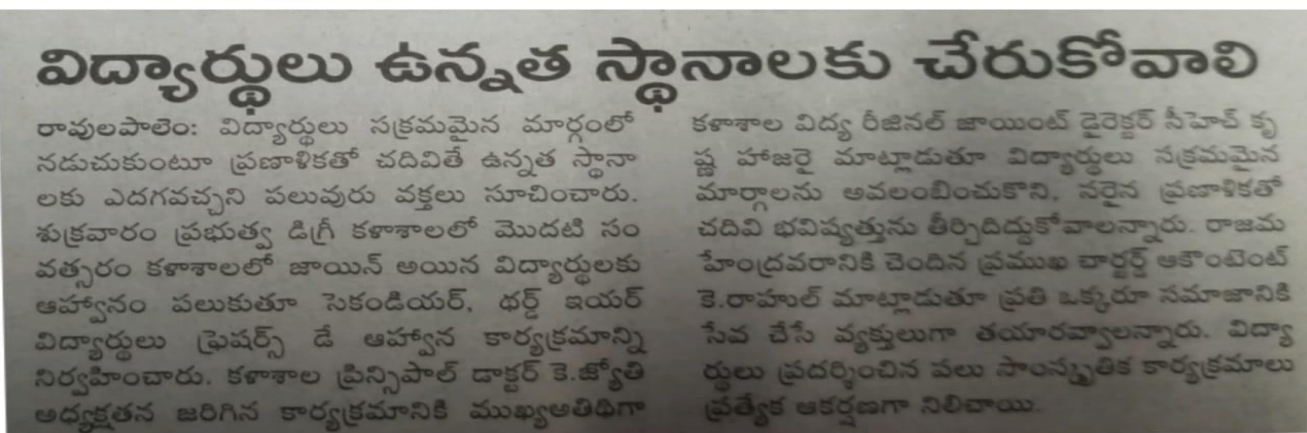 విద్యార్థులు ఉన్నత స్థానాలకు చేరుకోవాలి
రావులపాలెం: విద్యార్థులు సక్రమమైన మార్గంలో
నడుచుకుంటూ ప్రణాళికతో చదివితే ఉన్నత స్థానా
లకు ఎదగవచ్చని పలువురు వక్తలు సూచించారు.
శుక్రవారం ప్రభుత్వ డిగ్రీ కళాశాలలో మొదటి సం
వత్సరం కళాశాలలో జాయిన్ అయిన విద్యార్థులకు
ఆహ్వానం పలుకుతూ సెకండియర్, థర్డ్ ఇయర్
విద్యార్థులు ఫ్రెషర్స్ డే ఆహ్వాన కార్యక్రమాన్ని
నిర్వహించారు. కళాశాల ప్రిన్సిపాల్ డాక్టర్ కె.జ్యోతి
అధ్యక్షతన జరిగిన కార్యక్రమానికి ముఖ్యఅతిథిగా
కళాశాల విద్య రీజినల్ జాయింట్ డైరెక్టర్ సీహెచ్ కృ
ష్ణ హాజరై మాట్లాడుతూ విద్యార్థులు సక్రమమైన
మార్గాలను అవలంబించుకొని, సరైన ప్రణాళికతో
చదివి భవిష్యత్తును తీర్చిదిద్దుకోవాలన్నారు. రాజమ
హేంద్రవరానికి చెందిన ప్రముఖ చార్టర్డ్ ఆకౌంటెంట్
కె.రాహుల్ మాట్లాడుతూ ప్రతి ఒక్కరూ సమాజానికి
సేవ చేసే వ్యక్తులుగా తయారవ్వాలన్నారు. విద్యా
ర్థులు ప్రదర్శించిన పలు సాంస్కృతిక కార్యక్రమాలు
ప్రత్యేక ఆకర్షణగా నిలిచాయి.